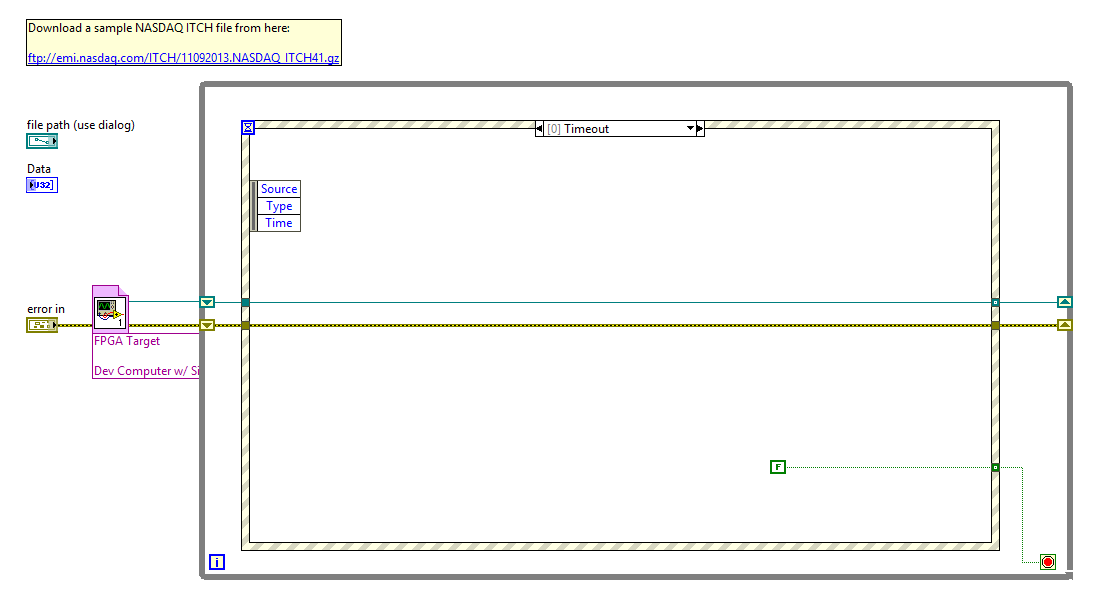 Download a sample NASDAQ ITCH file from here:
ftp://emi.nasdaq.com/ITCH/11092013.NASDAQ_ITCH41.gz
file path (use dialog)
[0] Timeout
Data
U32]
Source
Type
Time
error in
1
FPGA Target
Dev Computer w/ Si
F
i